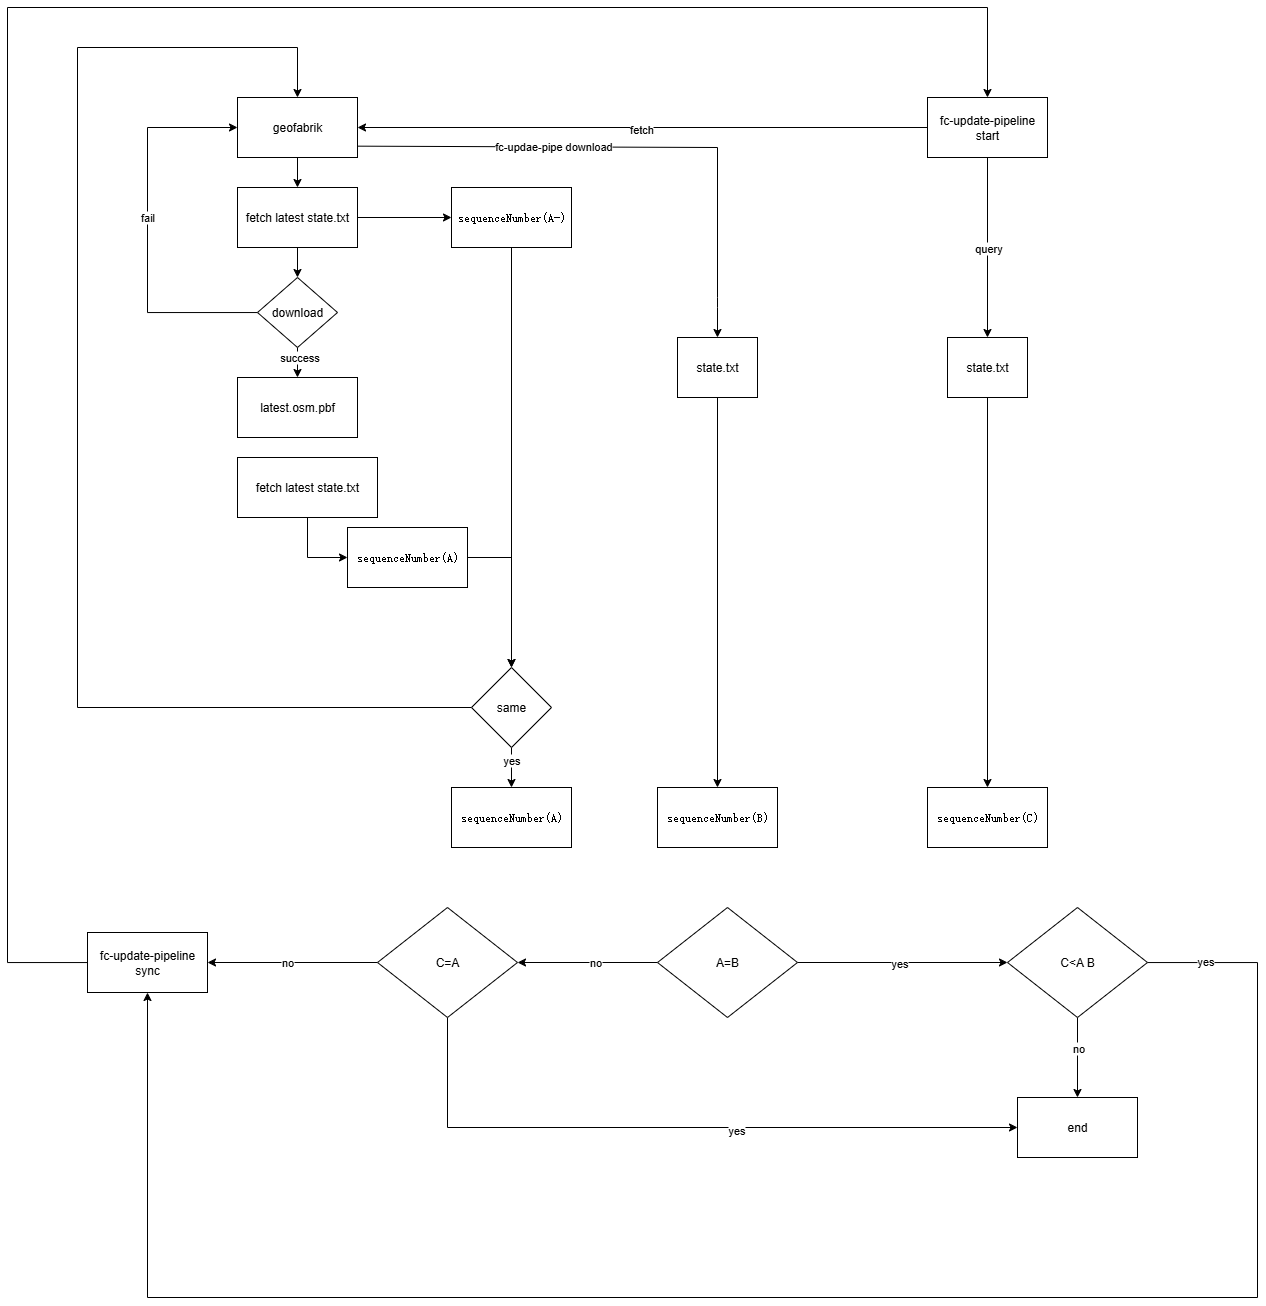 geofabrik
fetch
fc-update-pipeline
start
fc-updae-pipe download
fetch latest state.txt
sequenceNumber(A-)
fail
query
download
success
state.txt
state.txt
latest.osm.pbf
fetch latest state.txt
sequenceNumber(A)
same
yes
sequenceNumber(A)
sequenceNumber(B)
sequenceNumber(C)
fc-update-pipeline
sync
no
C=A
no
A=B
yes
C<A B
yes
no
end
yes